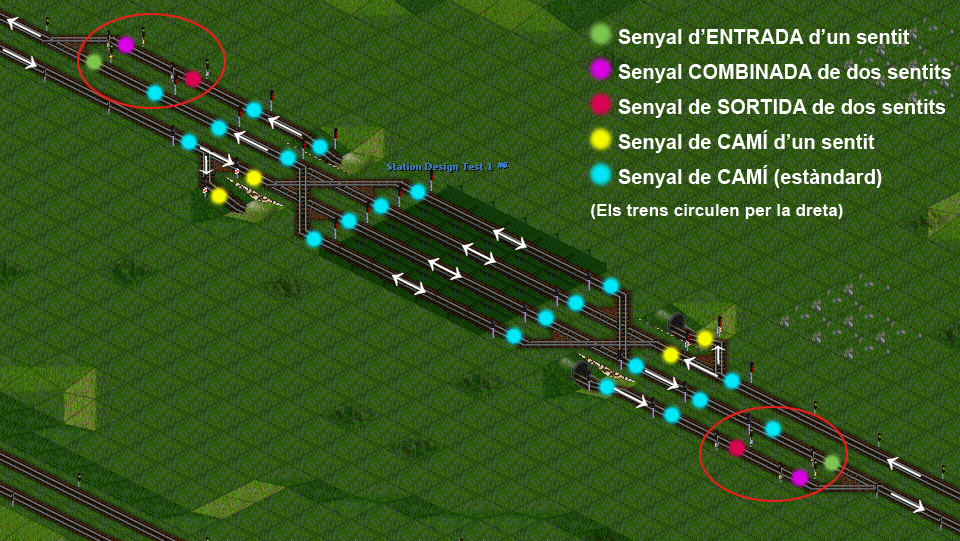 Senyal d'ENTRADA d'un sentit
Senyal COMBINADA de dos sentits
Senyal de SORTIDA de dos sentits
Senyal de CAMÍ d'un sentit
Senyal de CAMÍ (estàndard)
(Els trens circulen per la dreta)
Station Design Test 1